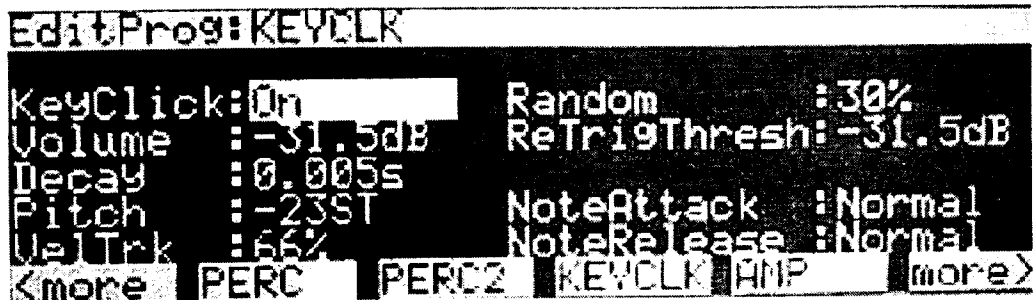 EditProg:KEYCLK
KeyClick:On Random :30%
Volume :-31.5dB ReTrigThresh:-31.5dB
Decay :0.005s
Pitch :-23ST NoteAttack :Normal
VelTrk :66% NoteRelease :Normal
<more PERC PERC2 KEYCLK AMP more>